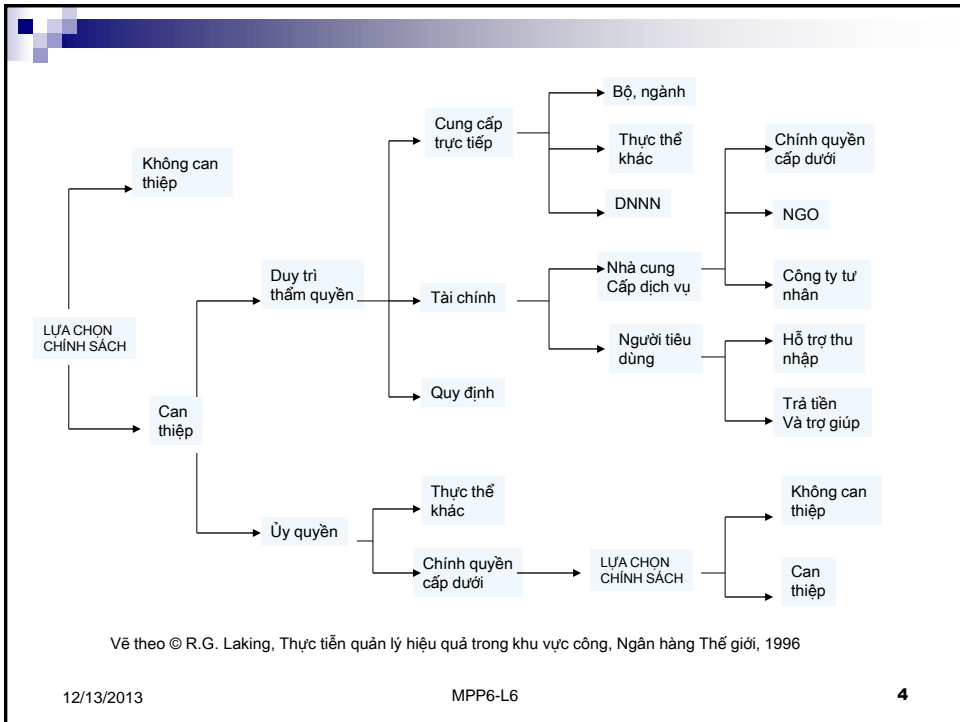 Bộ, ngành
Cung cấp
trực tiếp
Thực thể
khác
Chính quyền
cấp dưới
Không can
thiệp
DNNN
NGO
Duy trì
thẩm quyền
Tài chính
Nhà cung
Cấp dịch vụ
Công ty tư
nhân
LỰA CHỌN
CHÍNH SÁCH
Người tiêu
dùng
Hỗ trợ thu
nhập
Can
thiệp
Quy định
Trả tiền
Và trợ giúp
Thực thể
khác
Không can
thiệp
Ủy quyền
Chính quyền
cấp dưới
LỰA CHỌN
CHÍNH SÁCH
Can
thiệp
Vẽ theo © R.G. Laking, Thực tiễn quản lý hiệu quả trong khu vực công, Ngân hàng Thế giới, 1996
12/13/2013
MPP6-L6
4